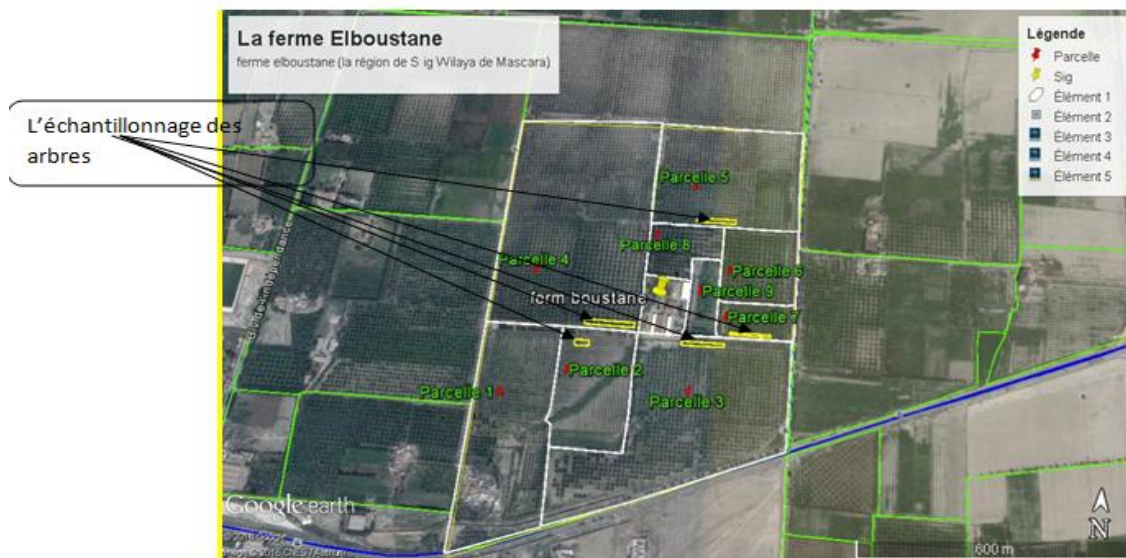 La ferme Elboustane
ferme elboustane (la région de S ig Wilaya de Mascara)
Légende
Parcelle
Sig
Élément 1
Élément 2
Élément 3
Élément 4
Élément 5
L'échantillonnage des
arbres
Parcelle 5
Parcelle 8
Parcelle 4
Parcelle 6
Parcelle 9
ferm boustane
Parcelle 7
Parcelle 2
Parcelle 1
Parcelle 3
Google earth
600 m
N